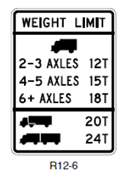 WEIGHT LIMIT
2-3 AXLES 12T
4-5 AXLES 15T
6+ AXLES 18T
20T
24T
R12-6